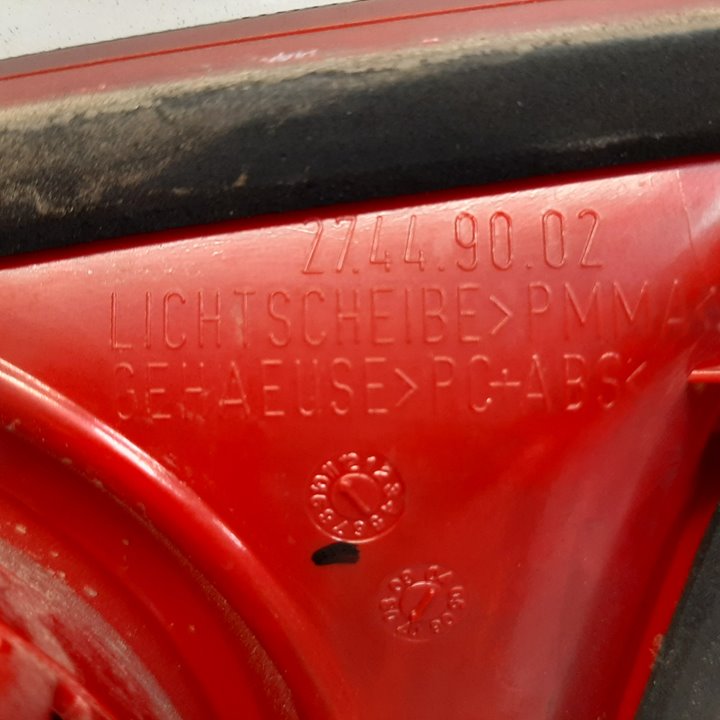 27.44.90.02
LICHTSCHEIBE>PMMA<
GEHAEUSE>PC+ABS<